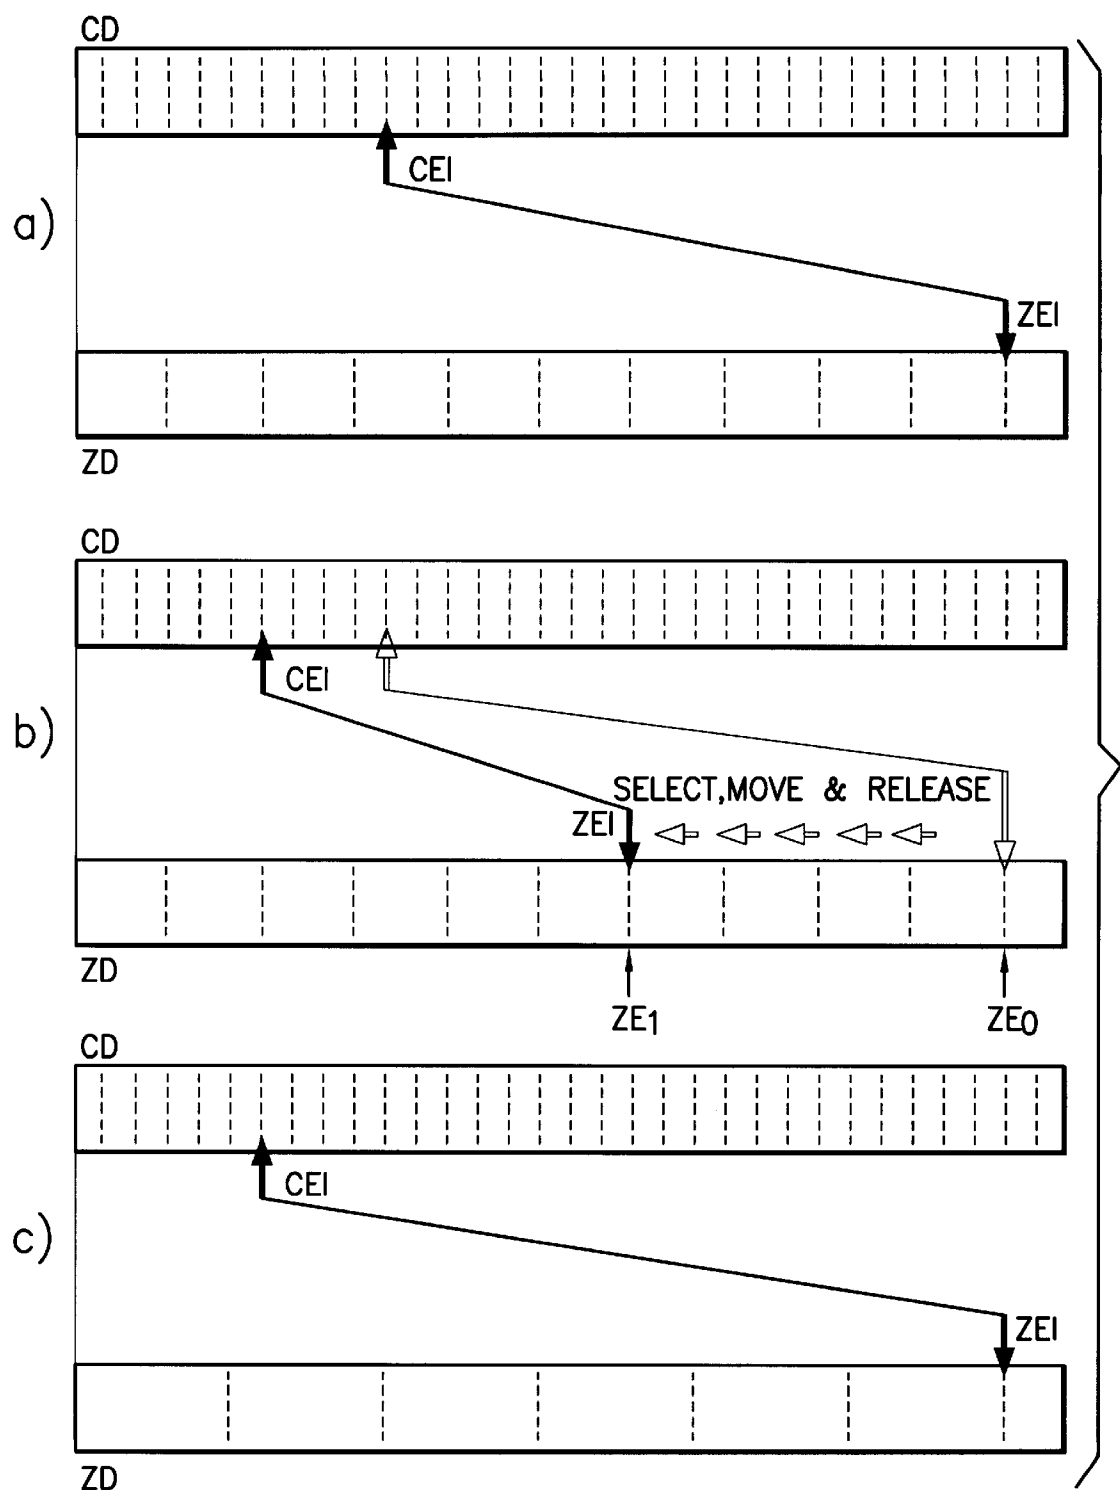 CD
CEI
a)
ZEI
ZD
CD
CEI
b)
SELECT,MOVE & RELEASE
ZEI
ZD
ZE1
ZE0
CD
CEI
c)
ZEI
ZD